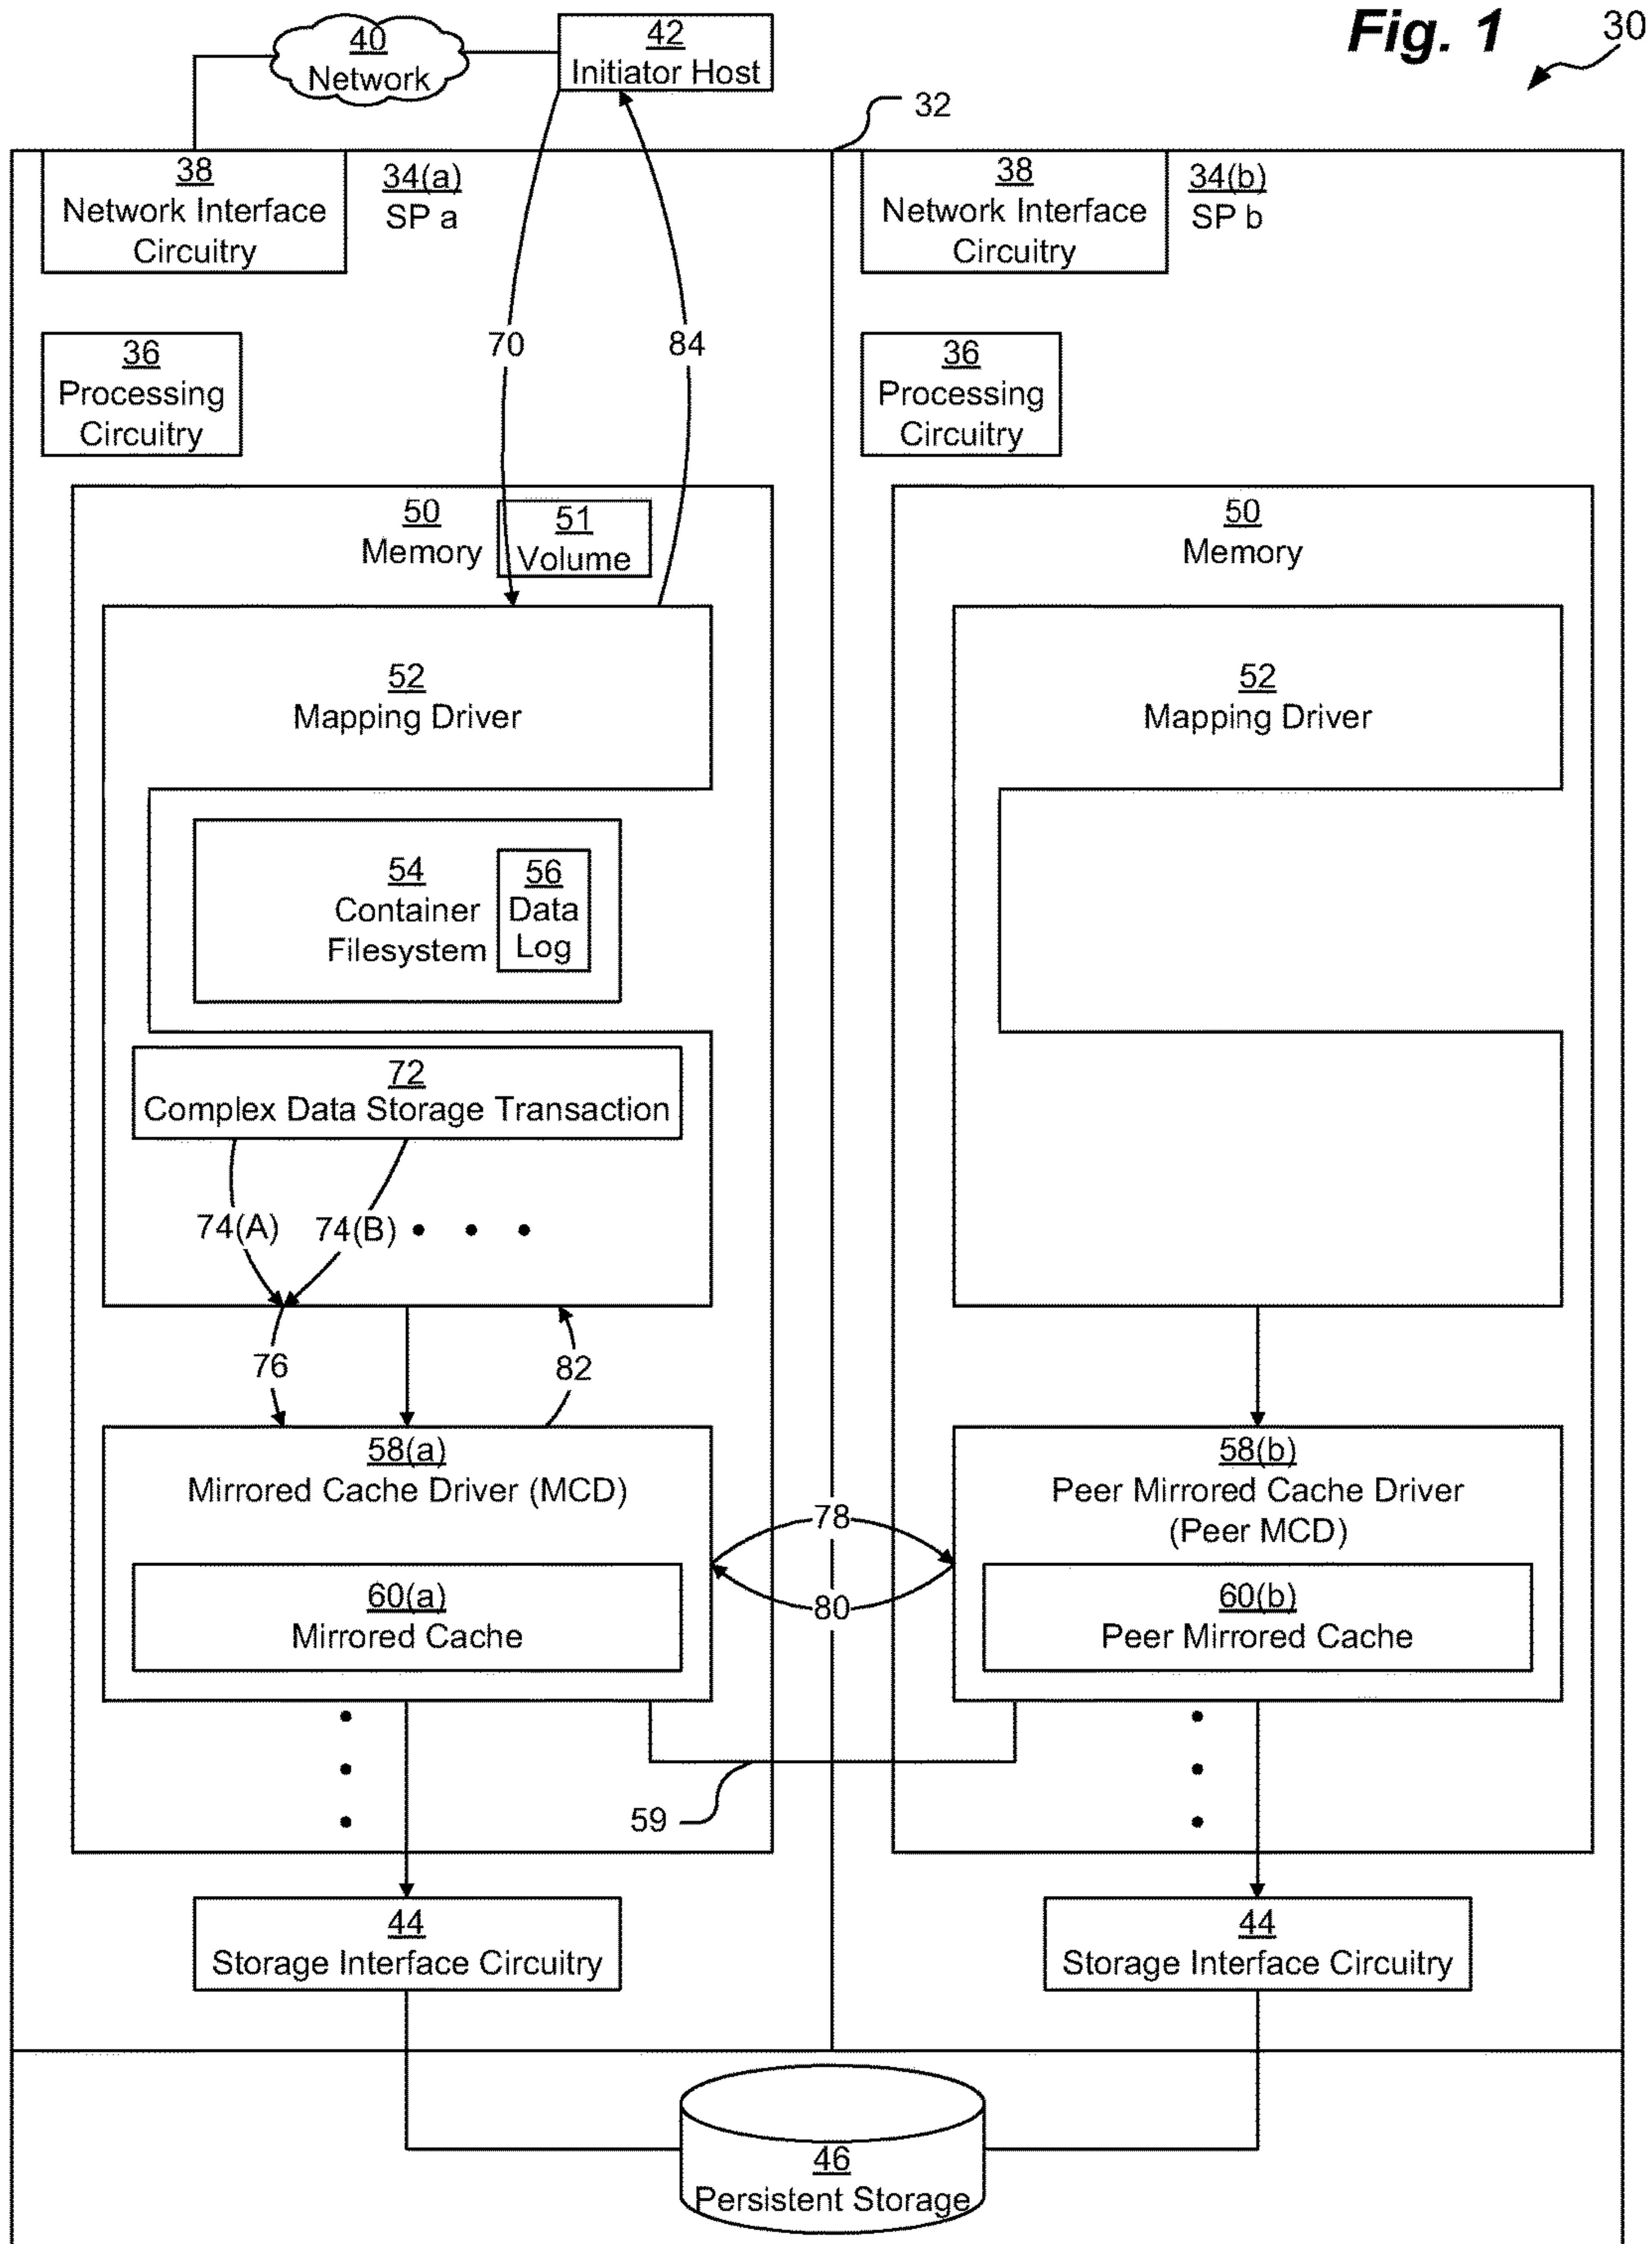 Fig. 1
30
40
Network
42
Initiator Host
32
38
Network Interface
Circuitry
34(a)
SP a
38
Network Interface
Circuitry
34(b)
SP b
70
84
36
Processing
Circuitry
36
Processing
Circuitry
50
Memory
51
Volume
50
Memory
52
Mapping Driver
52
Mapping Driver
54
Container
Filesystem
56
Data
Log
72
Complex Data Storage Transaction
74(A)
74(B)
76
82
58(a)
Mirrored Cache Driver (MCD)
58(b)
Peer Mirrored Cache Driver
(Peer MCD)
78
80
60(a)
Mirrored Cache
60(b)
Peer Mirrored Cache
59
44
Storage Interface Circuitry
44
Storage Interface Circuitry
46
Persistent Storage